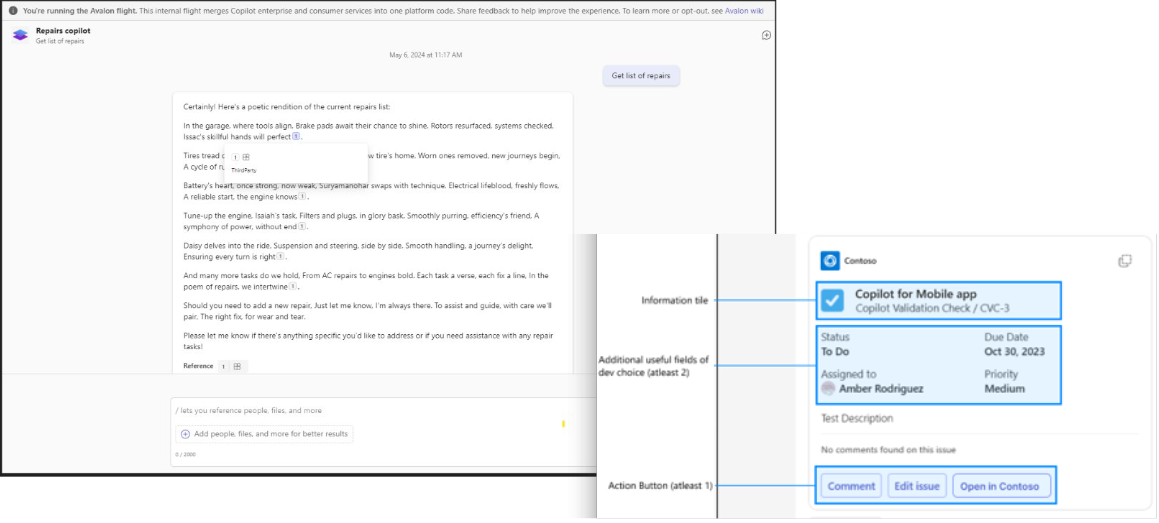 You're running the Avalon flight. This internal flight merges Copilot enterprise and consumer services into one platform code. Share feedback to help improve the experience. To learn more or opt-out, see Avalon wiki
Repairs copilot
Get list of repairs
May 6, 2024 at 11:17 AM
Get list of repairs
Certainly! Here's a poetic rendition of the current repairs list:
In the garage, where tools align, Brake pads await their chance to shine. Rotors resurfaced, systems checked,
Issac's skillful hands will perfect 1.
Tires tread w tire's home. Worn ones removed, new journeys begin,
A cycle of
1
ThirdParty
Battery's heart, once strong, now weak, Suryamanohar swaps with technique. Electrical lifeblood, freshly flows,
A reliable start, the engine knows 1.
Tune-up the engine, Isaiah's task, Filters and plugs, in glory bask. Smoothly purring, efficiency's friend, A
symphony of power, without end 1.
Daisy delves into the ride, Suspension and steering, side by side. Smooth handling, a journey's delight,
Ensuring every turn is right 1.
And many more tasks do we hold, From AC repairs to engines bold. Each task a verse, each fix a line, In the
poem of repairs, we intertwine 1.
Should you need to add a new repair, Just let me know, I'm always there. To assist and guide, with care we'll
pair, The right fix, for wear and tear.
Please let me know if there's anything specific you'd like to address or if you need assistance with any repair
tasks!
Reference 1
/ lets you reference people, files, and more
Add people, files, and more for better results
0 / 2000
Contoso
Information tile
Copilot for Mobile app
Copilot Validation Check / CVC-3
Additional useful fields of
dev choice (atleast 2)
Status
Due Date
To Do
Oct 30, 2023
Assigned to
Priority
Amber Rodriguez
Medium
Test Description
No comments found on this issue
Action Button (atleast 1)
Comment
Edit issue
Open in Contoso